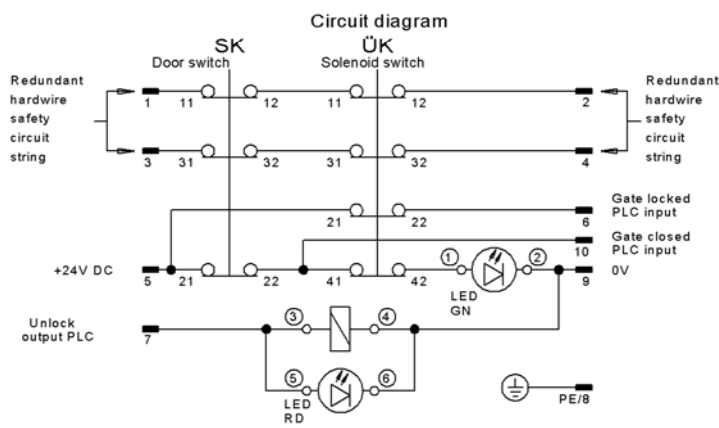 Circuit diagram
SK
ÜK
Door switch
Solenoid switch
Redundant
hardwire
safety
circuit
string
1 11 12 11 12 2
Redundant
hardwire
safety
circuit
string
3 31 32 31 32 4
21 22 6
Gate locked
PLC input
10
Gate closed
PLC input
+24V DC
5 21 22 41 42
1 2
LED
GN
9
0V
Unlock
output PLC
7
3 4
5 6
LED
RD
PE/8